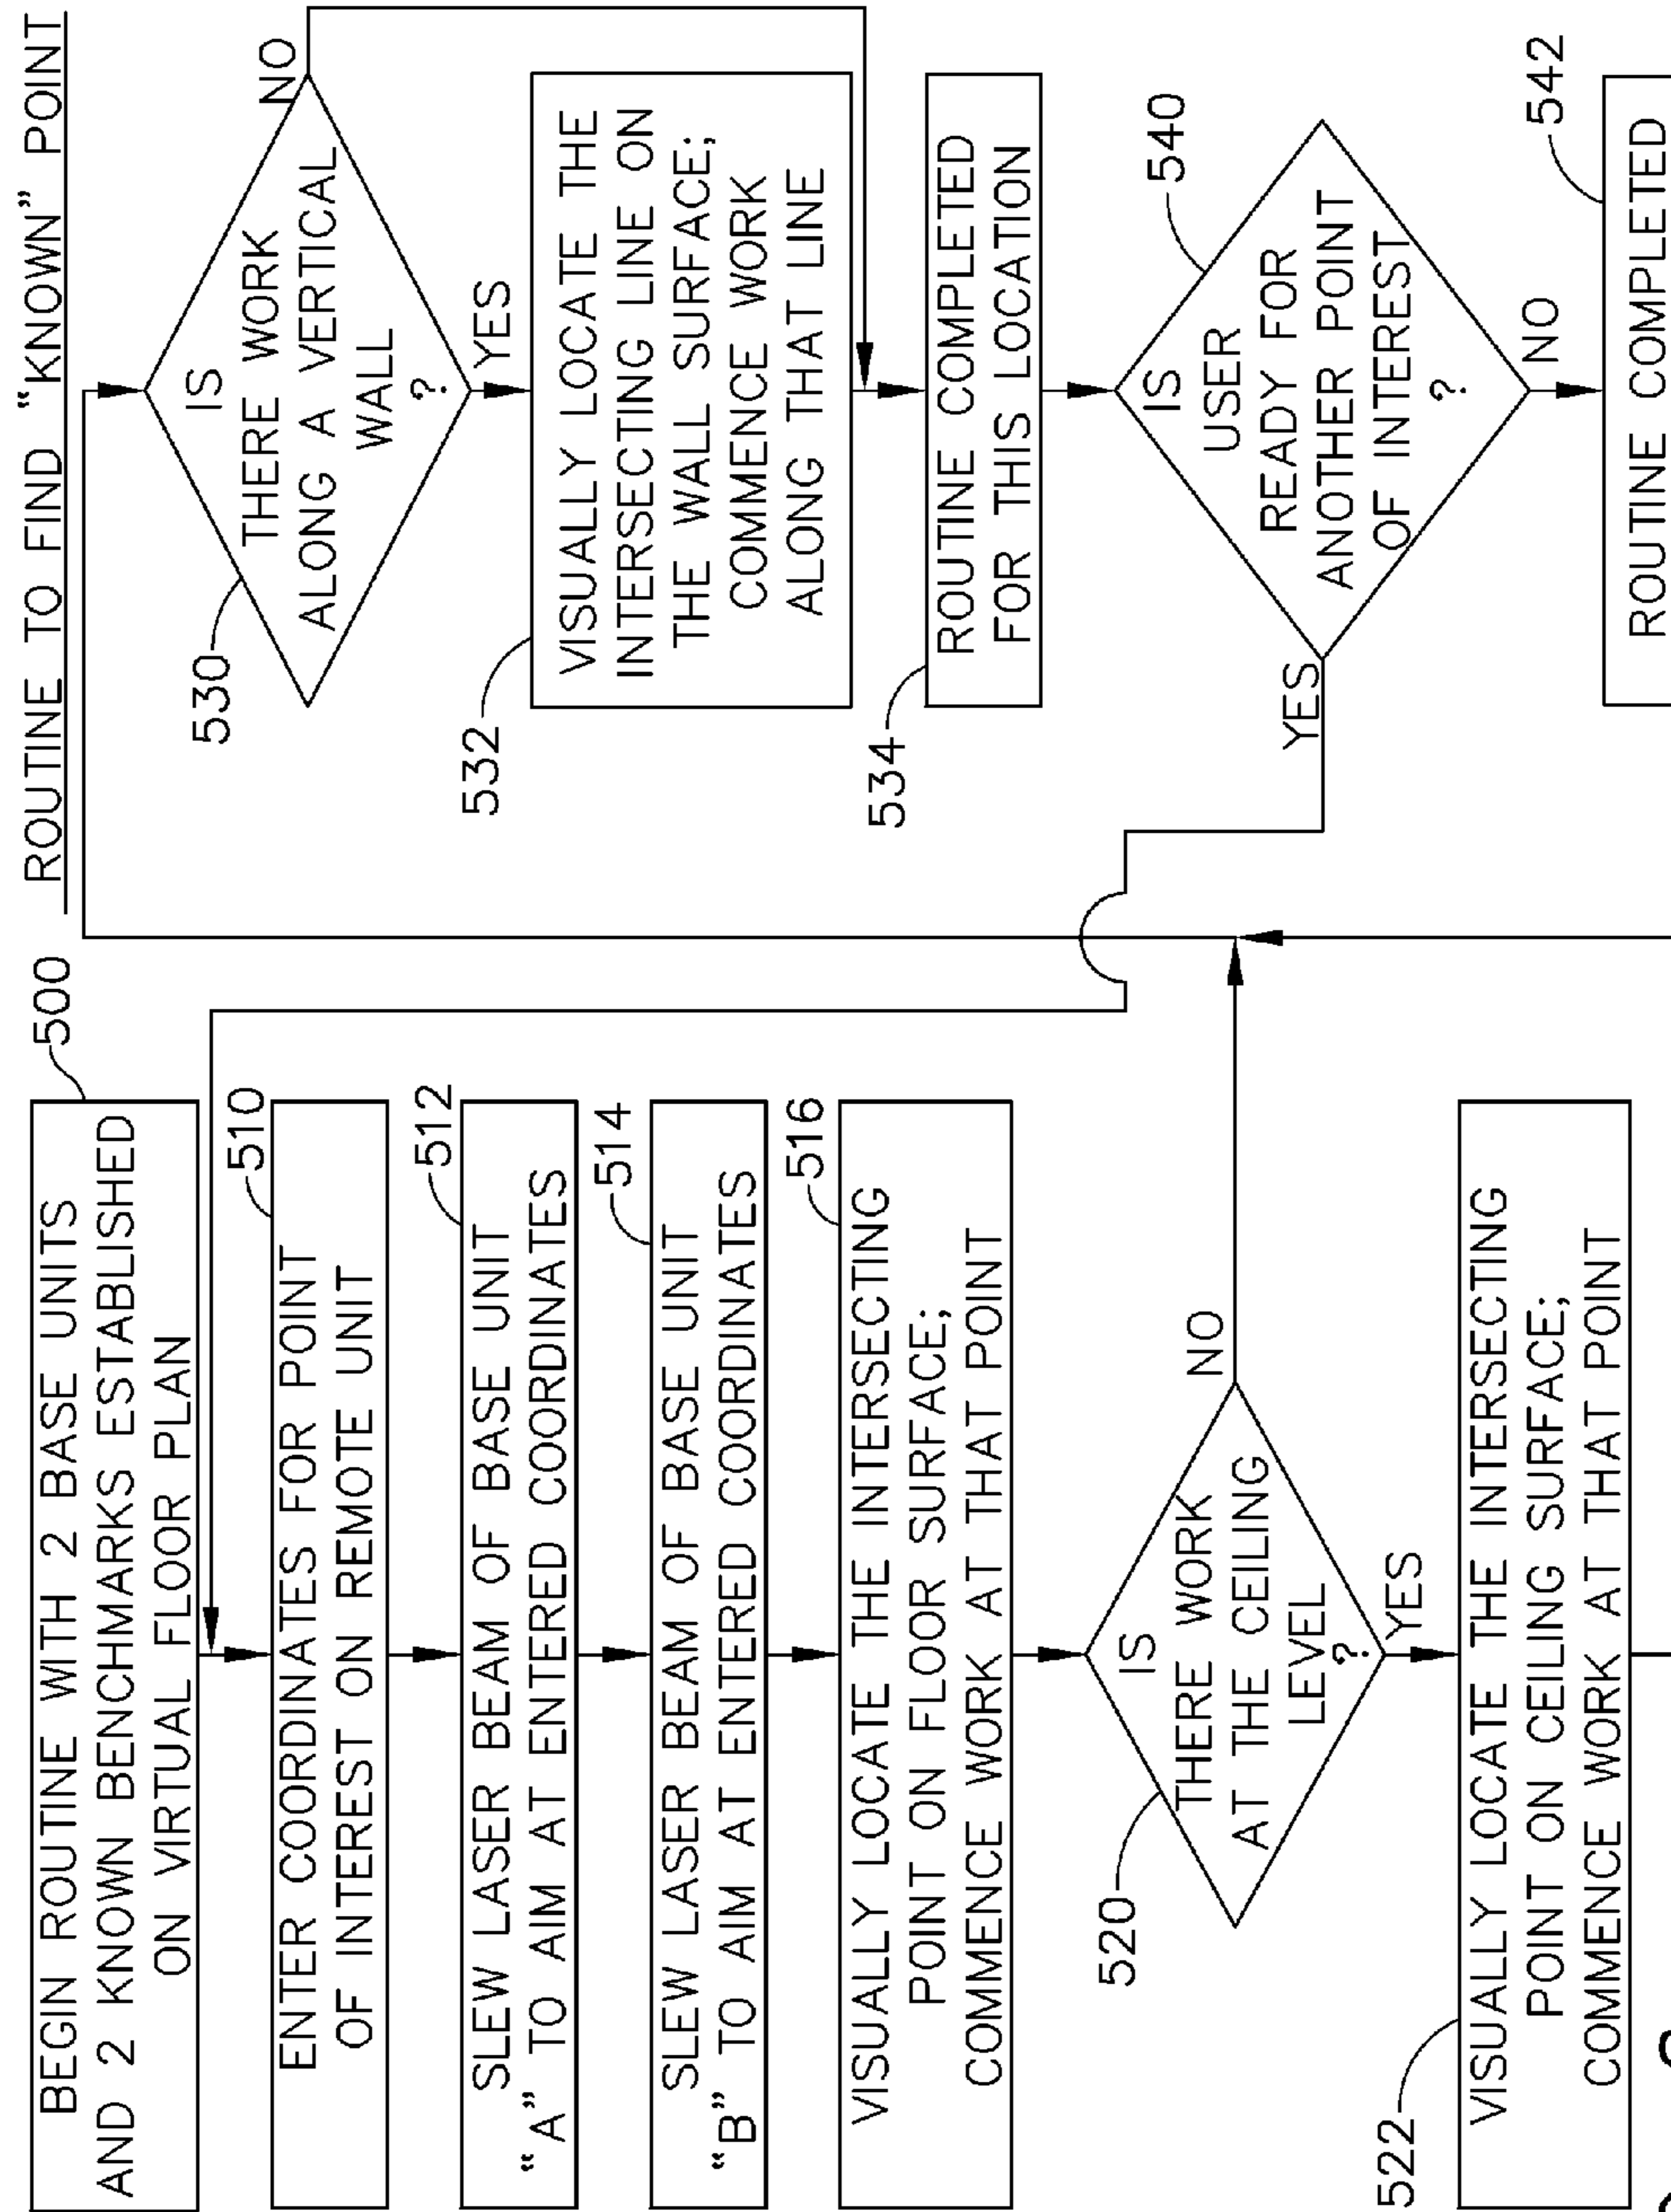 ROUTINE TO FIND “KNOWN” POINT
BEGIN ROUTINE WITH 2 BASE UNITS
AND 2 KNOWN BENCHMARKS ESTABLISHED
ON VIRTUAL FLOOR PLAN
500
ENTER COORDINATES FOR POINT
OF INTEREST ON REMOTE UNIT
510
SLEW LASER BEAM OF BASE UNIT
“A” TO AIM AT ENTERED COORDINATES
512
SLEW LASER BEAM OF BASE UNIT
“B” TO AIM AT ENTERED COORDINATES
514
VISUALLY LOCATE THE INTERSECTING
POINT ON FLOOR SURFACE;
COMMENCE WORK AT THAT POINT
516
IS
THERE WORK
AT THE CEILING
LEVEL
?
520
NO
YES
VISUALLY LOCATE THE INTERSECTING
POINT ON CEILING SURFACE;
COMMENCE WORK AT THAT POINT
522
IS
THERE WORK
ALONG A VERTICAL
WALL
?
530
NO
YES
VISUALLY LOCATE THE
INTERSECTING LINE ON
THE WALL SURFACE;
COMMENCE WORK
ALONG THAT LINE
532
ROUTINE COMPLETED
FOR THIS LOCATION
534
IS
USER
READY FOR
ANOTHER POINT
OF INTEREST
?
540
YES
NO
ROUTINE COMPLETED
542